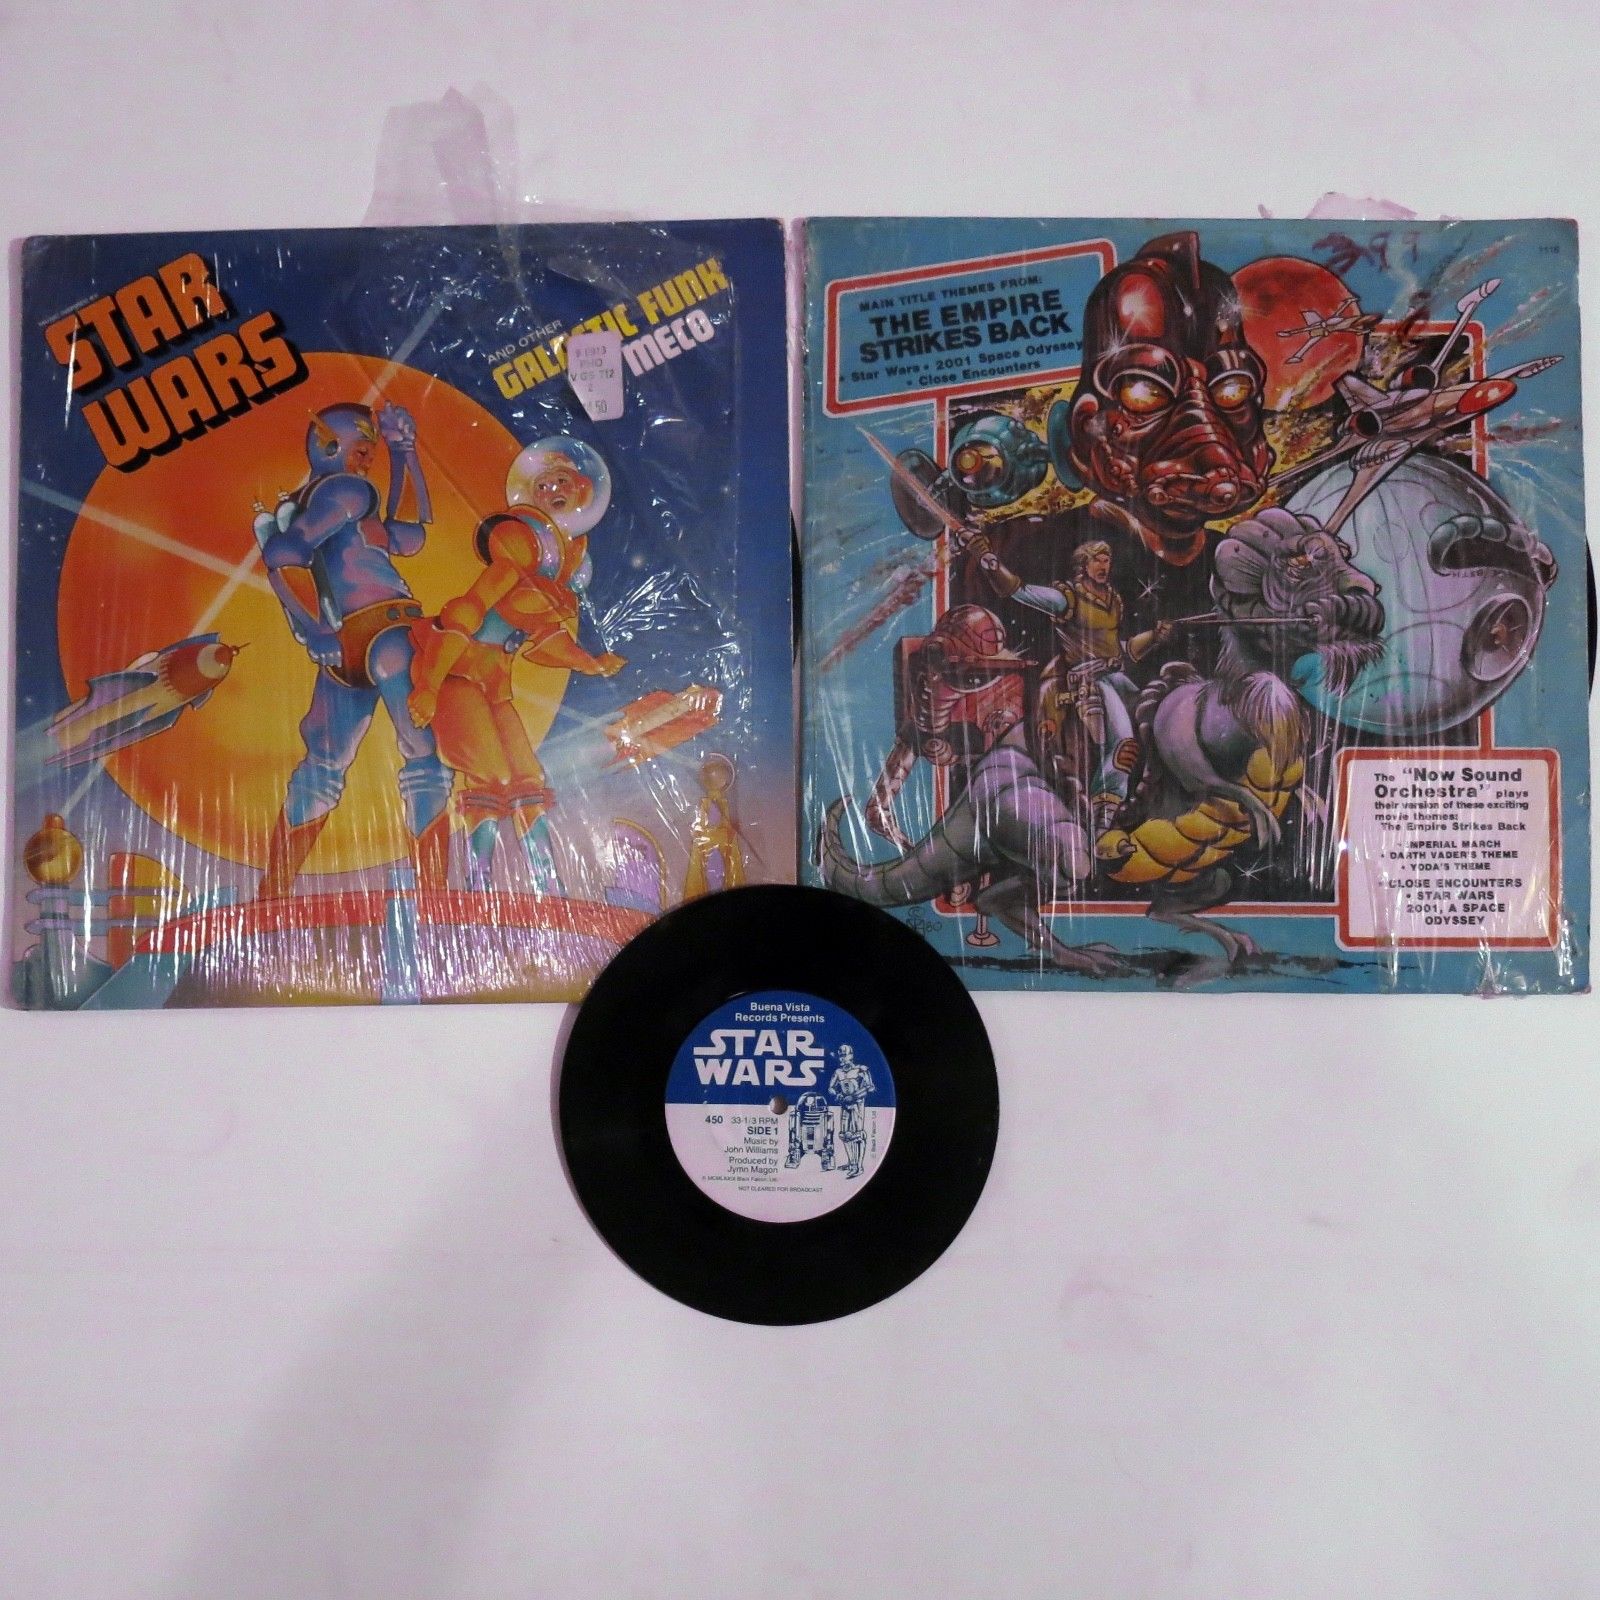 STAR
WARS
AND OTHER
GALACTIC FUNK
MECO
PHO
2
50
MAIN TITLE THEMES FROM:
THE EMPIRE
STRIKES BACK
• Star Wars • 2001 Space Odyssey
• Close Encounters
The "Now Sound
Orchestra" plays
their version of these exciting
movie themes:
The Empire Strikes Back
• IMPERIAL MARCH
• DARTH VADER'S THEME
• YODA'S THEME
• CLOSE ENCOUNTERS
• STAR WARS
2001, A SPACE
ODYSSEY
Buena Vista
Records Presents
STAR
WARS
450 33-1/3 RPM
SIDE 1
Music by
John Williams
Produced by
Jymn Magon
NOT CLEARED FOR BROADCAST